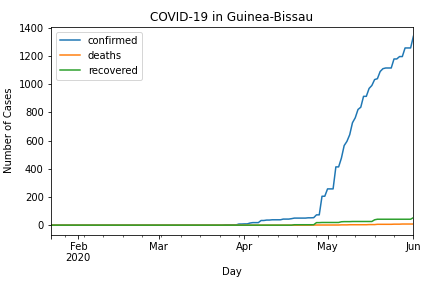 COVID-19 in Guinea-Bissau
confirmed
deaths
recovered
Number of Cases
1400
1200
1000
800
600
400
200
0
Feb
2020
Mar
Apr
May
Jun
Day